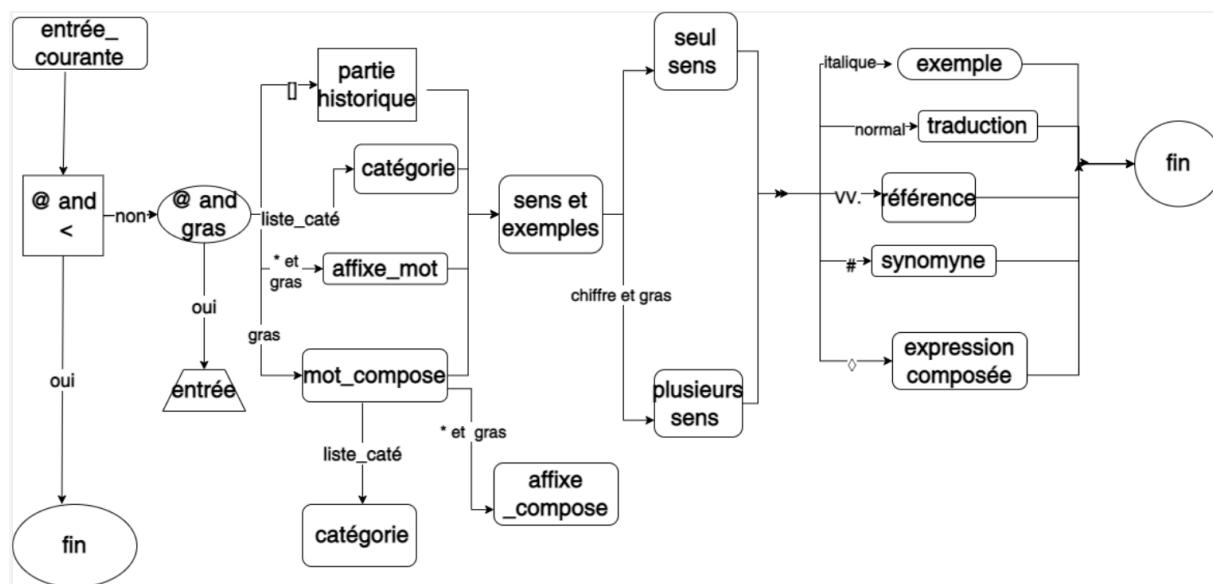 entrée_
courante
@ and
<
non
oui
fin
@ and
gras
oui
entrée
[]
liste_caté
* et
gras
gras
partie
historique
catégorie
affixe_mot
mot_compose
liste_caté
catégorie
* et gras
affixe
_compose
sens et
exemples
chiffre et gras
seul
sens
plusieurs
sens
italique
exemple
normal
traduction
VV.
référence
#
synomyne
◊
expression
composée
fin